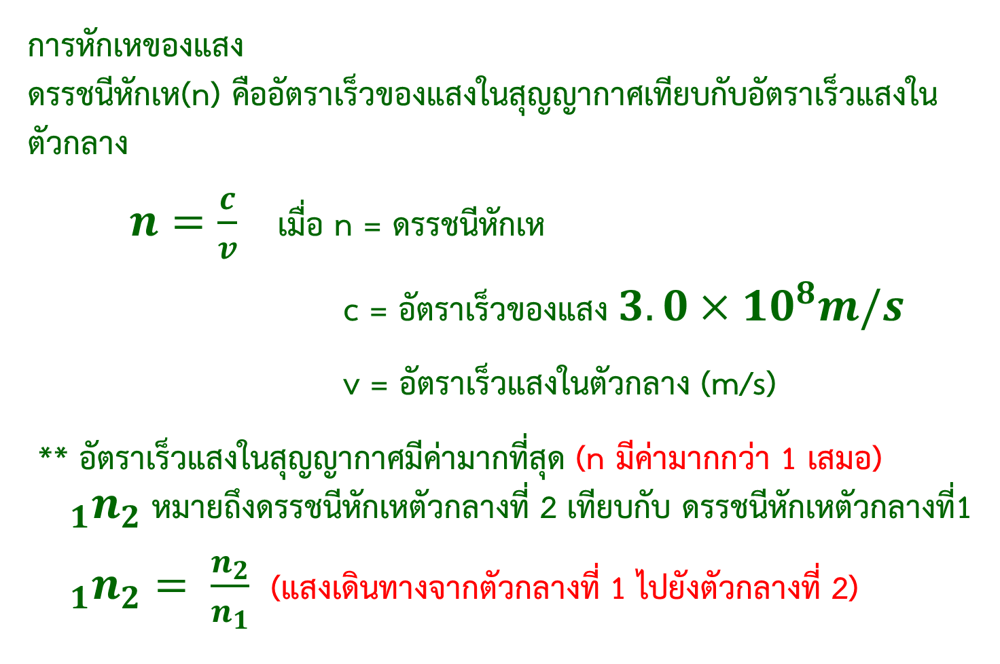 การหักเหของแสง
ดรรชนีหักเห(n) คืออัตราเร็วของแสงในสุญญากาศเทียบกับอัตราเร็วแสงใน
ตัวกลาง
n = c/v เมื่อ n = ดรรชนีหักเห
c = อัตราเร็วของแสง 3.0 × 10⁸m/s
v = อัตราเร็วแสงในตัวกลาง (m/s)
** อัตราเร็วแสงในสุญญากาศมีค่ามากที่สุด (n มีค่ามากกว่า 1 เสมอ)
₁n₂ หมายถึงดรรชนีหักเหตัวกลางที่ 2 เทียบกับ ดรรชนีหักเหตัวกลางที่1
₁n₂ = n₂/n₁ (แสงเดินทางจากตัวกลางที่ 1 ไปยังตัวกลางที่ 2)